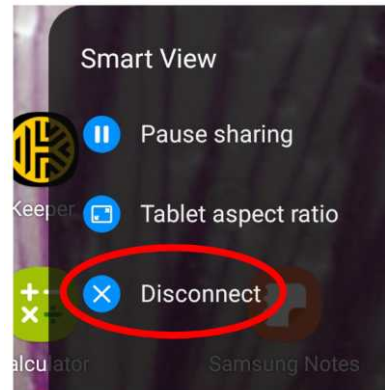 Smart View
Pause sharing
Keeper
Tablet aspect ratio
Disconnect
alculator
Samsung Notes